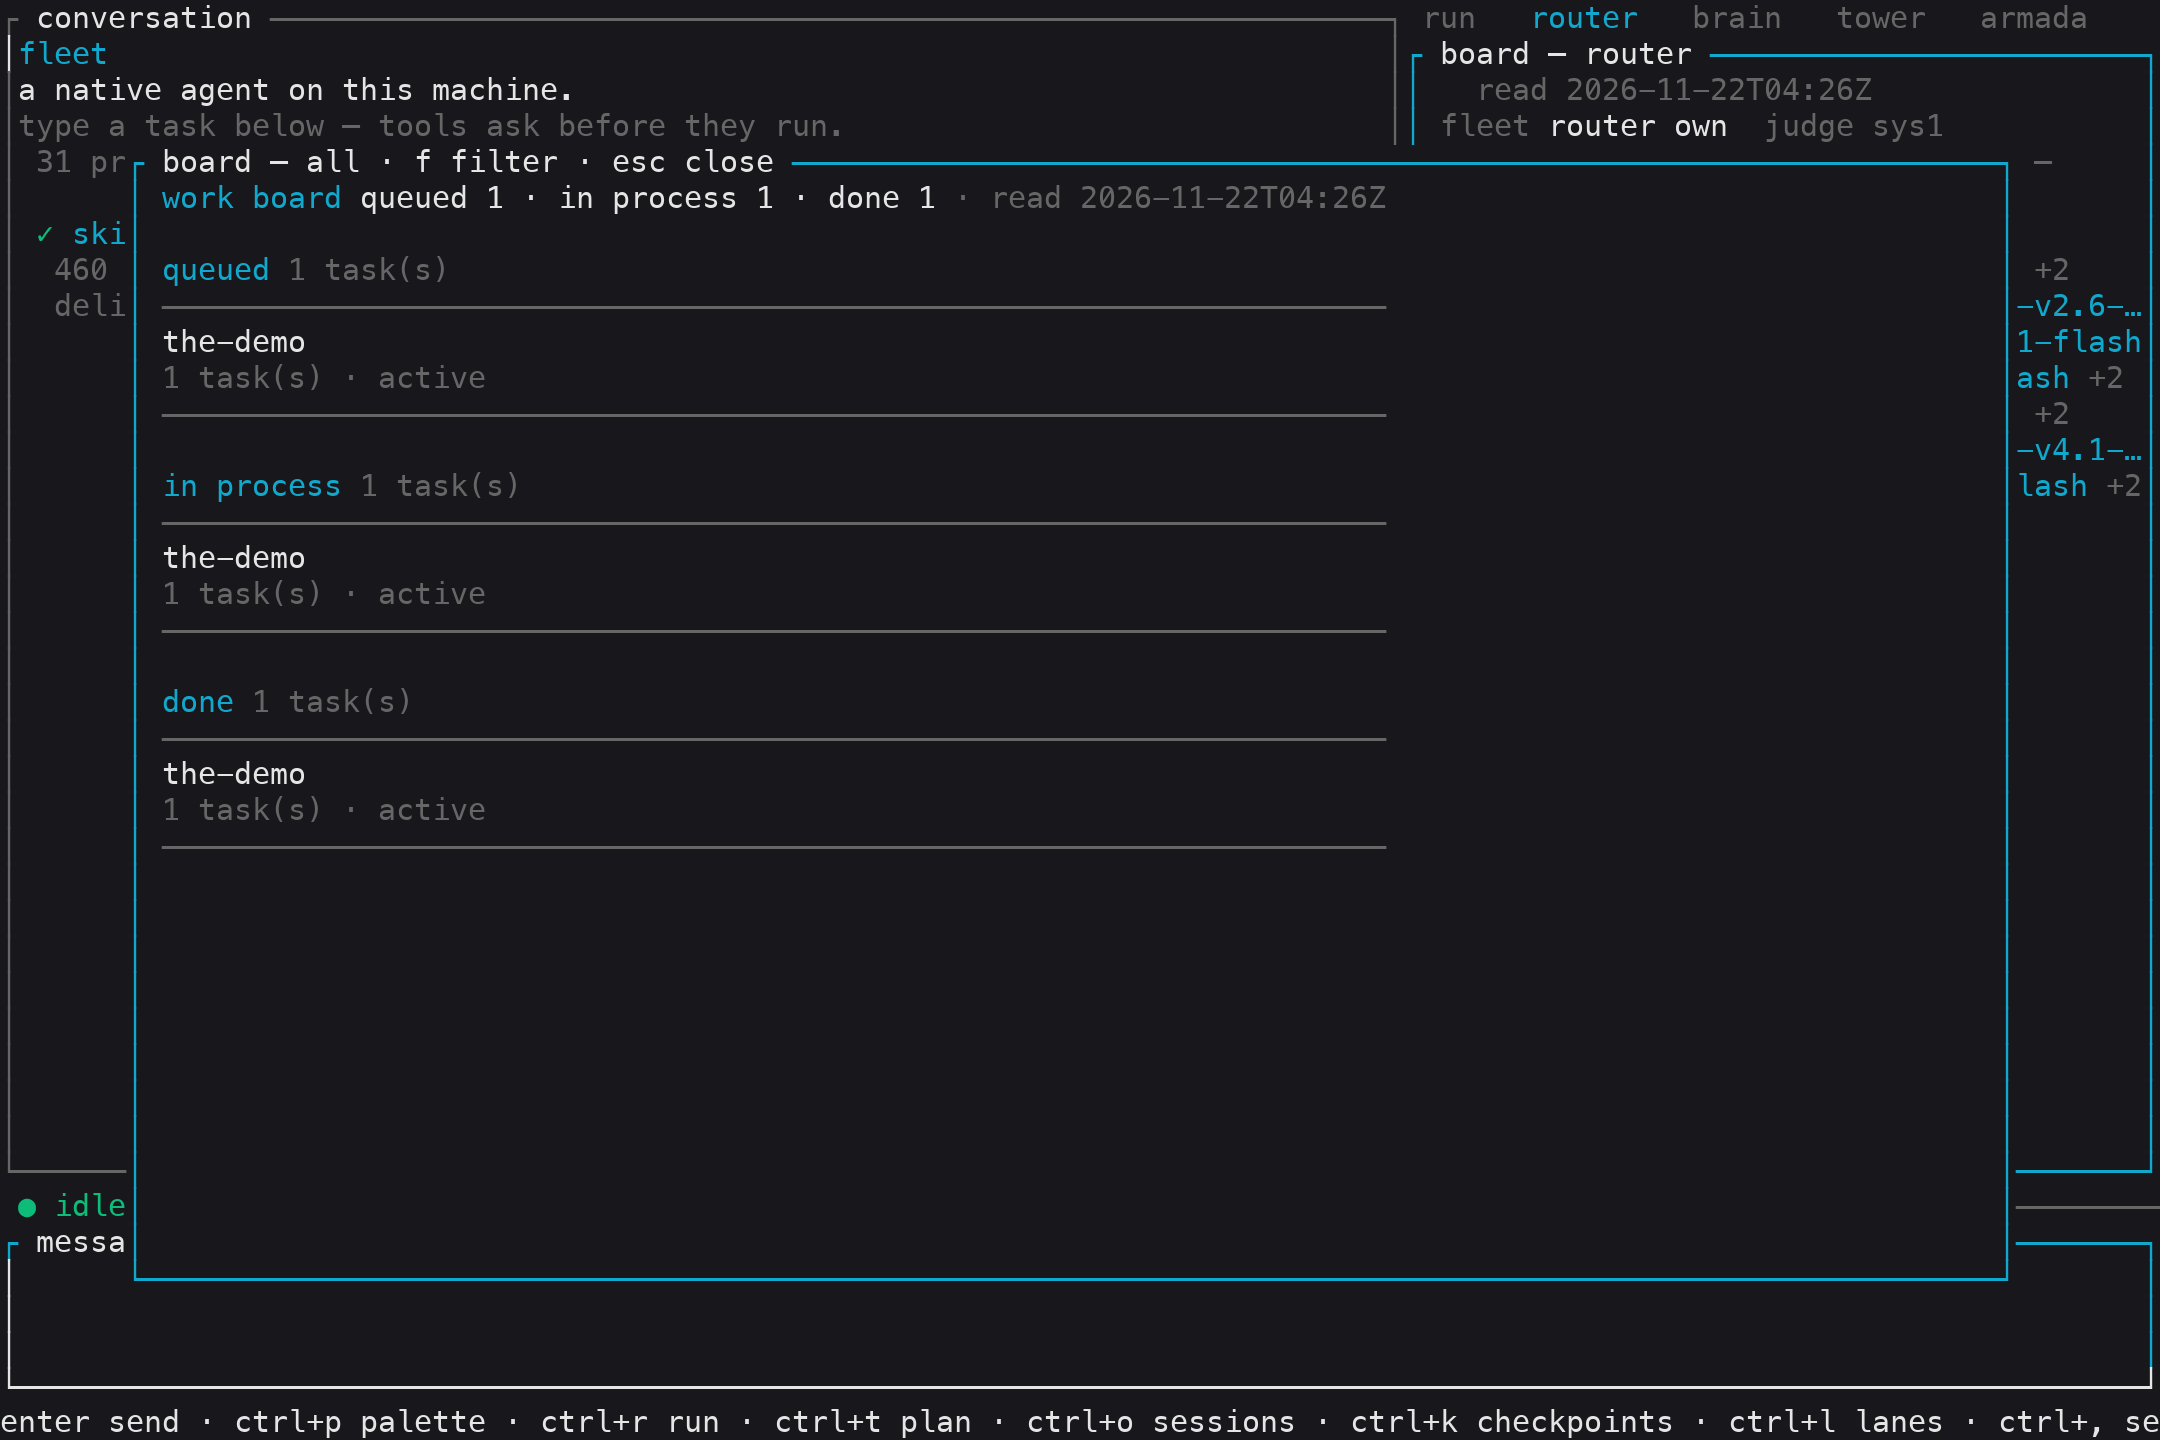 conversation
run router brain tower armada
fleet
board — router
a native agent on this machine.
read 2026-11-22T04:26Z
type a task below — tools ask before they run.
fleet router own judge sys1
31 pr
board — all · f filter · esc close
—
work board queued 1 · in process 1 · done 1 · read 2026-11-22T04:26Z
✓ ski
460
queued 1 task(s)
+2
deli
-v2.6-…
the-demo
1-flash
1 task(s) · active
ash +2
+2
-v4.1-…
in process 1 task(s)
lash +2
the-demo
1 task(s) · active
done 1 task(s)
the-demo
1 task(s) · active
● idle
messa
enter send · ctrl+p palette · ctrl+r run · ctrl+t plan · ctrl+o sessions · ctrl+k checkpoints · ctrl+l lanes · ctrl+, se